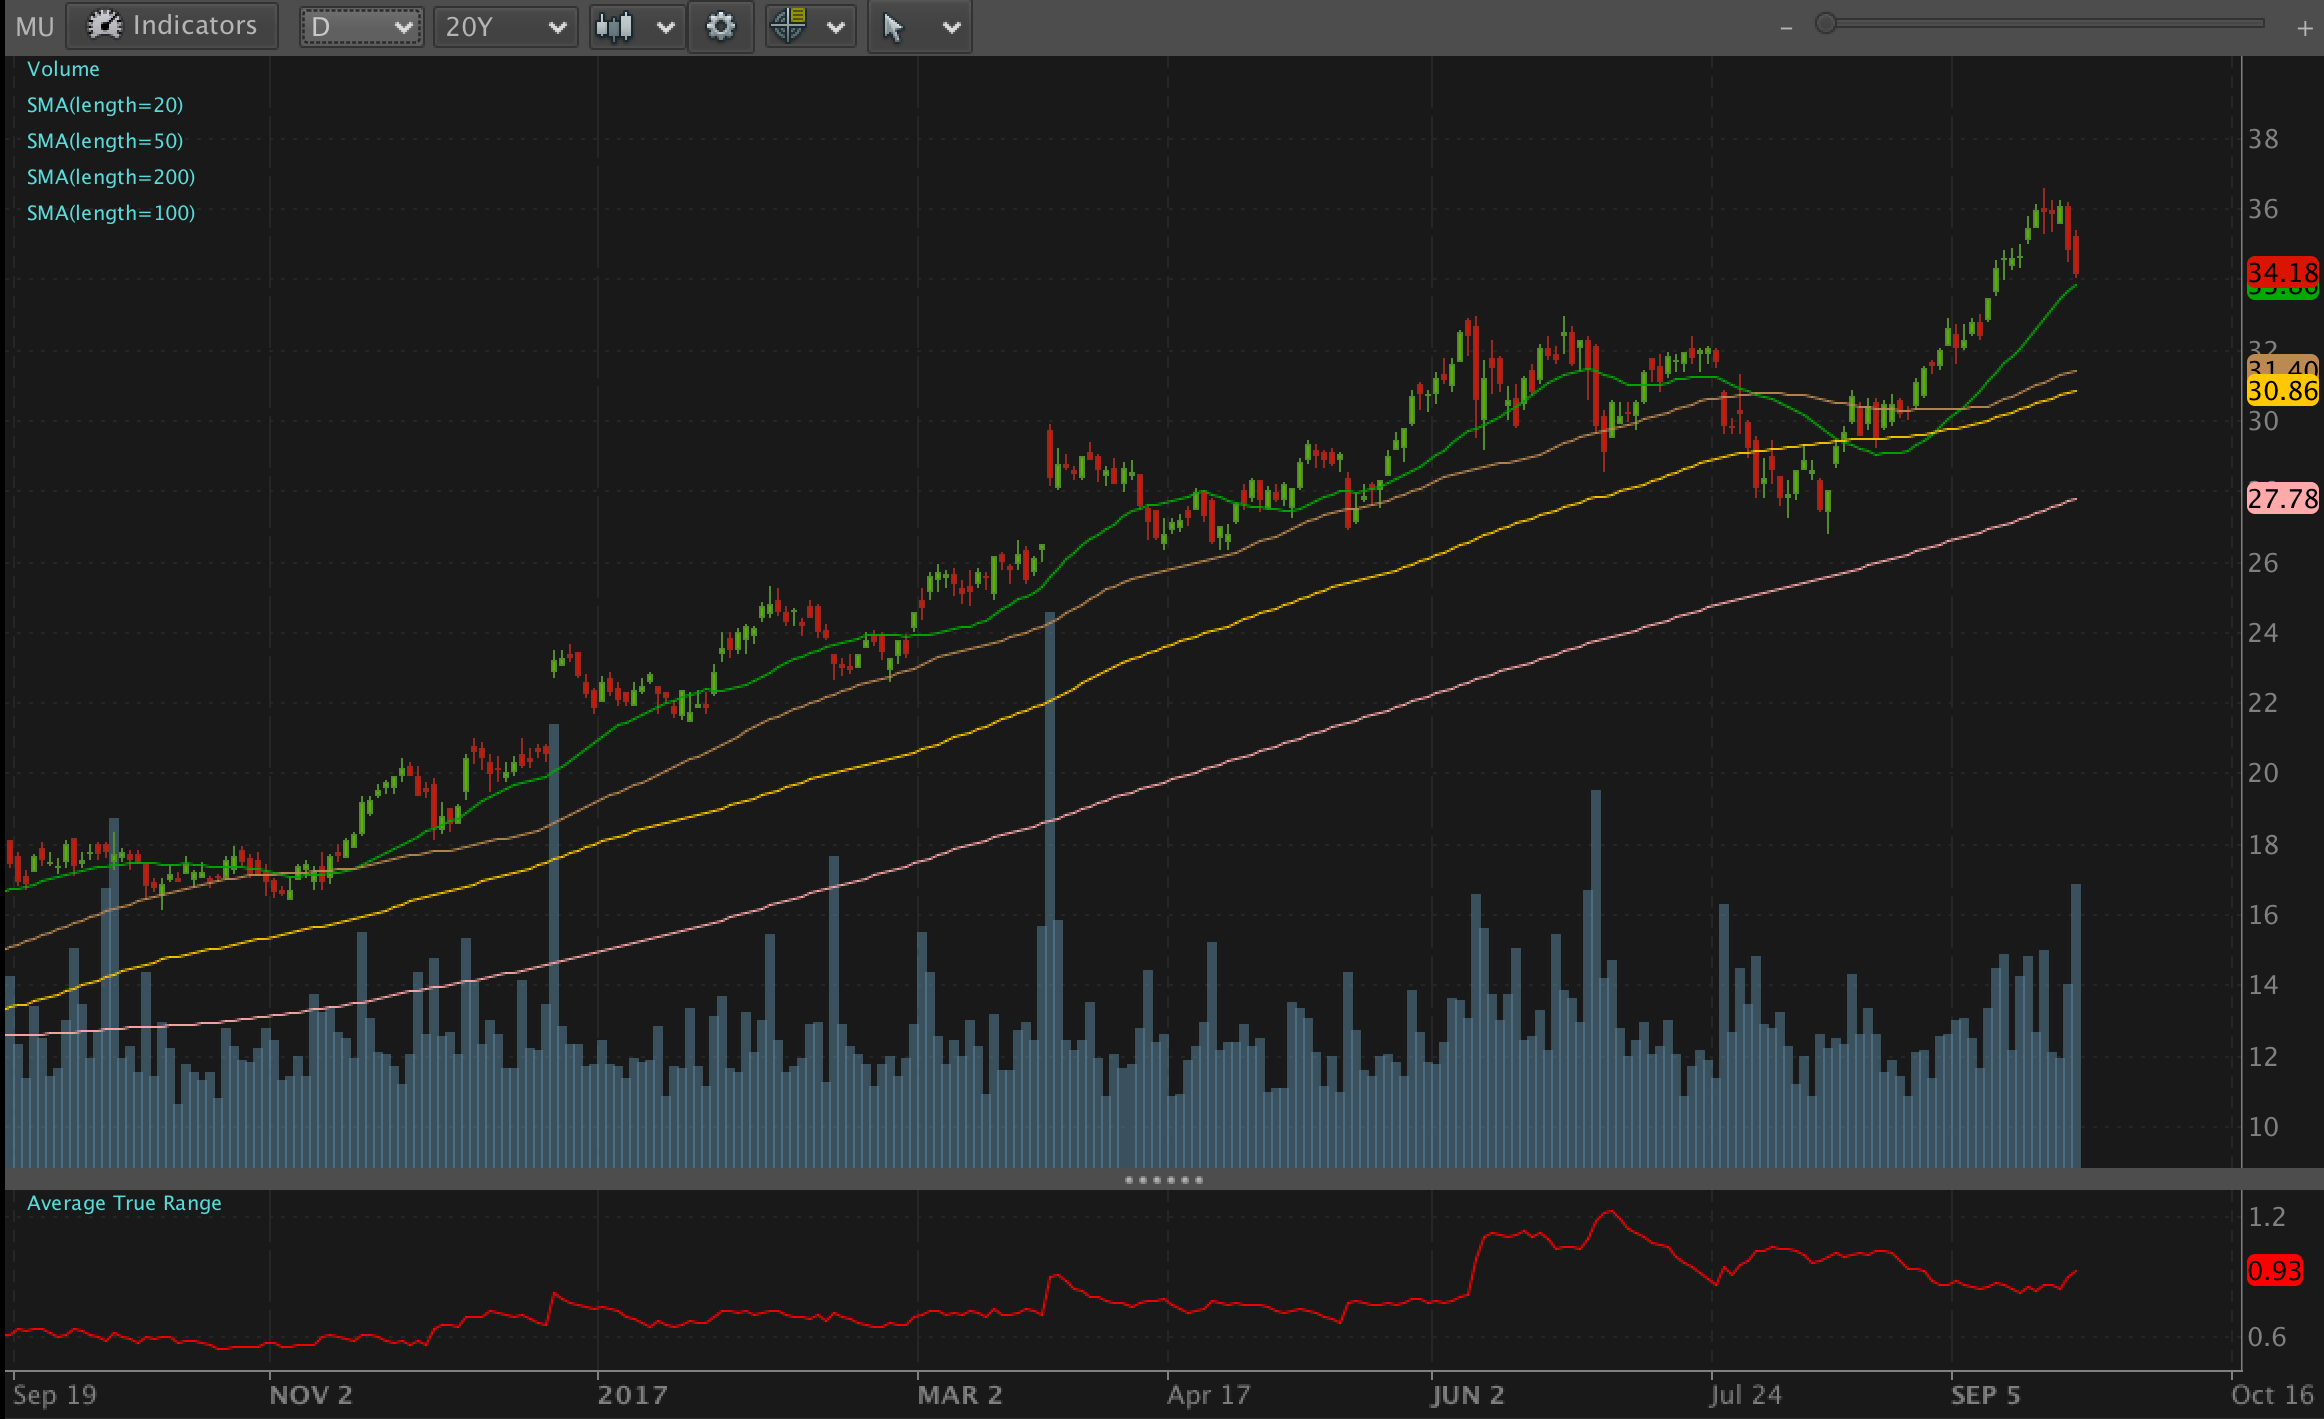 MU Indicators D 20Y − +
Volume
SMA(length=20)
SMA(length=50)
SMA(length=200)
SMA(length=100)
38
36
34.18
32
31.40
30.86
30
27.78
26
24
22
20
18
16
14
12
10
Average True Range
1.2
0.93
0.6
Sep 19 NOV 2 2017 MAR 2 Apr 17 JUN 2 Jul 24 SEP 5 Oct 16